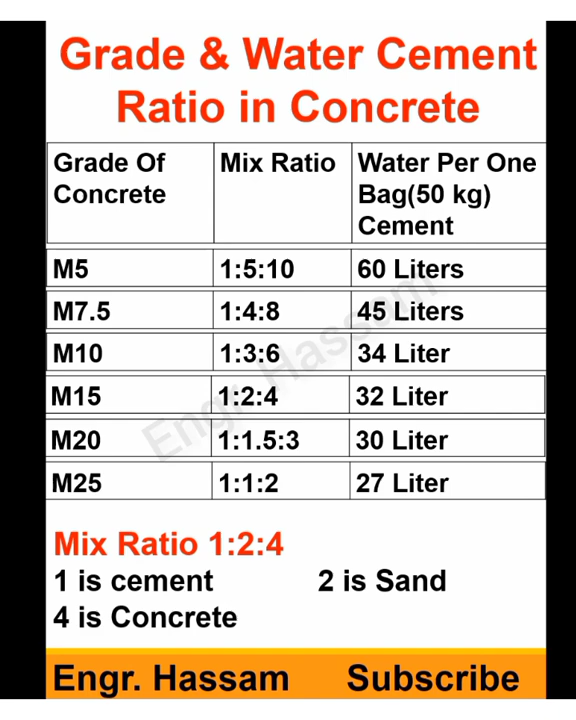 Grade & Water Cement
Ratio in Concrete
Grade Of Concrete Mix Ratio Water Per One Bag(50 kg) Cement
M5 1:5:10 60 Liters
M7.5 1:4:8 45 Liters
M10 1:3:6 34 Liter
M15 1:2:4 32 Liter
M20 1:1.5:3 30 Liter
M25 1:1:2 27 Liter
Engr. Hassam
Mix Ratio 1:2:4
1 is cement 2 is Sand
4 is Concrete
Engr. Hassam Subscribe